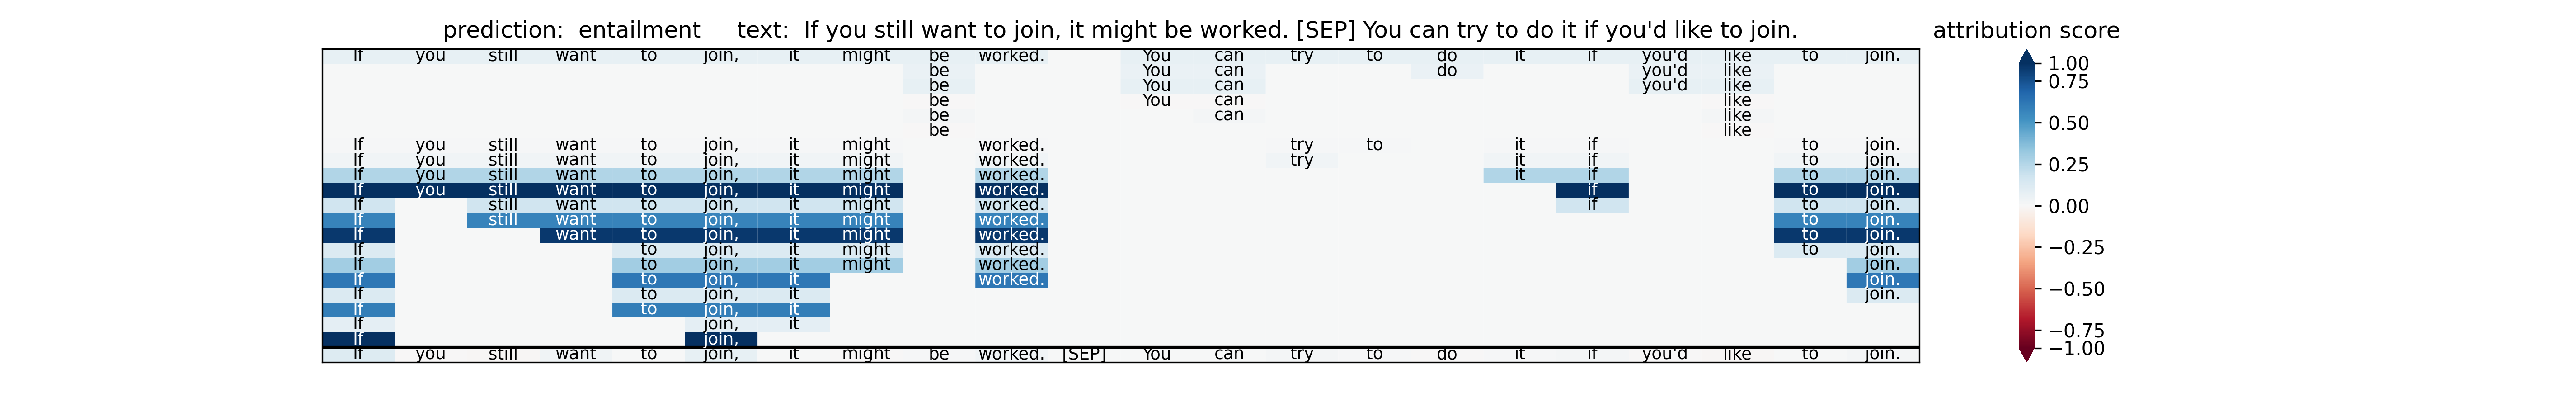 prediction: entailment text: If you still want to join, it might be worked. [SEP] You can try to do it if you'd like to join. attribution score
If you still want to join, it might be worked. You can try to do it if you'd like to join.
be You can do you'd like
be You can you'd like
be You can like
be can like
be like
If you still want to join, it might worked. try to it if to join.
If you still want to join, it might worked. try it if to join.
If you still want to join, it might worked. it if to join.
If you still want to join, it might worked. if to join.
If still want to join, it might worked. if to join.
If still want to join, it might worked. to join.
If want to join, it might worked. to join.
If to join, it might worked. to join.
If to join, it might worked. join.
If to join, it worked. join.
If to join, it join.
If to join, it
If join, it
If join,
If you still want to join, it might be worked. [SEP] You can try to do it if you'd like to join.
1.00
0.75
0.50
0.25
0.00
−0.25
−0.50
−0.75
−1.00